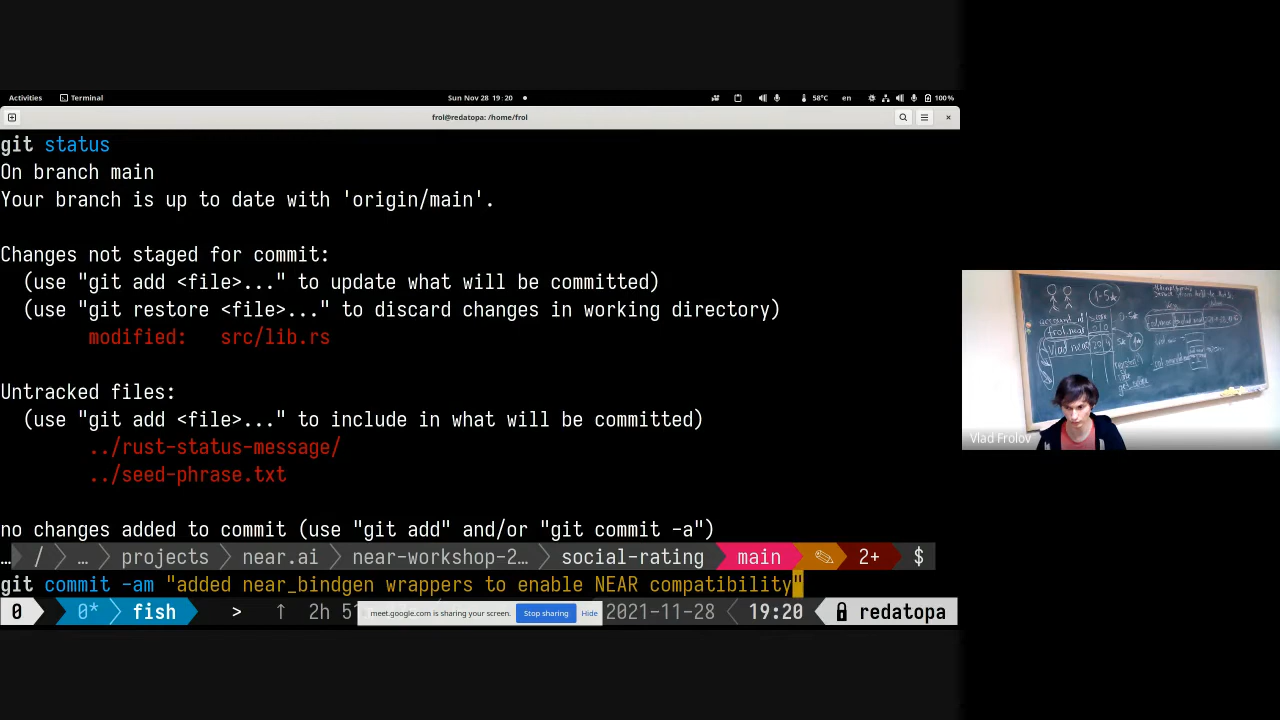 Activities Terminal Sun Nov 28 19:20 58°C en 100%
frol@redatopa: /home/frol
git status
On branch main
Your branch is up to date with 'origin/main'.
Changes not staged for commit:
(use "git add <file>..." to update what will be committed)
(use "git restore <file>..." to discard changes in working directory)
modified: src/lib.rs
Untracked files:
(use "git add <file>..." to include in what will be committed)
../rust-status-message/
../seed-phrase.txt
no changes added to commit (use "git add" and/or "git commit -a")
… / … projects near.ai near-workshop-2… social-rating main 2+ $
git commit -am "added near_bindgen wrappers to enable NEAR compatibility"
0 0* fish > ↑ 2h 2021-11-28 19:20 redatopa
meet.google.com is sharing your screen. Stop sharing Hide
1-5
account_id
frol.near
Vlad near
Vlad Frolov